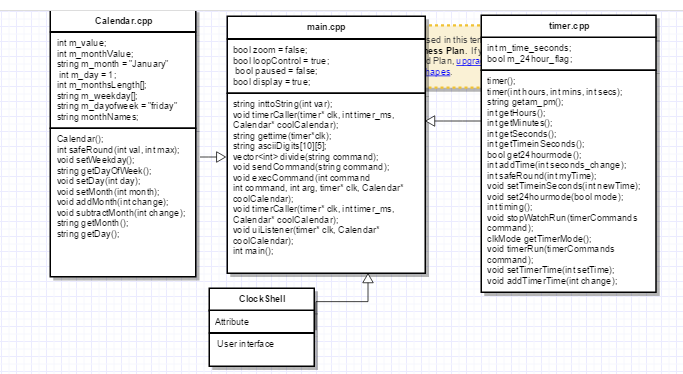 Calendar.cpp
int m_value;
int m_monthValue;
string m_month = "January"
int m_day = 1;
int m_monthsLength[];
string m_weekday[];
string m_dayofweek = "friday"
string monthNames;
Calendar();
int safeRound(int val, int max);
void setWeekday();
string getDayOfWeek();
void setDay(int day);
void setMonth(int month);
void addMonth(int change);
void subtractMonth(int change);
string getMonth();
string getDay();
main.cpp
bool zoom = false;
bool loopControl = true;
bool paused = false;
bool display = true;
string inttoString(int var);
void timerCaller(timer* clk, int timer_ms,
Calendar* coolCalendar);
string gettime(timer*clk);
string asciiDigits[10][5];
vector<int> divide(string command);
void sendCommand(string command);
void execCommand(int command
int command, int arg, timer* clk, Calendar*
coolCalendar);
void timerCaller(timer* clk, int timer_ms,
Calendar* coolCalendar);
void uiListener(timer* clk, Calendar*
coolCalendar);
int main();
sed in this te
ness Plan. If
d Plan, upgra
hapes.
timer.cpp
int m_time_seconds;
bool m_24hour_flag;
timer();
timer(int hours, int mins, int secs);
string getam_pm();
int getHours();
int getMinutes();
int getSeconds();
int getTimeinSeconds();
bool get24hourmode();
int addTime(int seconds_change);
int safeRound(int myTime);
void setTimeinSeconds(int newTime);
void set24hourmode(bool mode);
int timing();
void stopWatchRun(timerCommands
command);
clkMode getTimerMode();
void timerRun(timerCommands
command);
void setTimerTime(int setTime);
void addTimerTime(int change);
ClockShell
Attribute
User interface